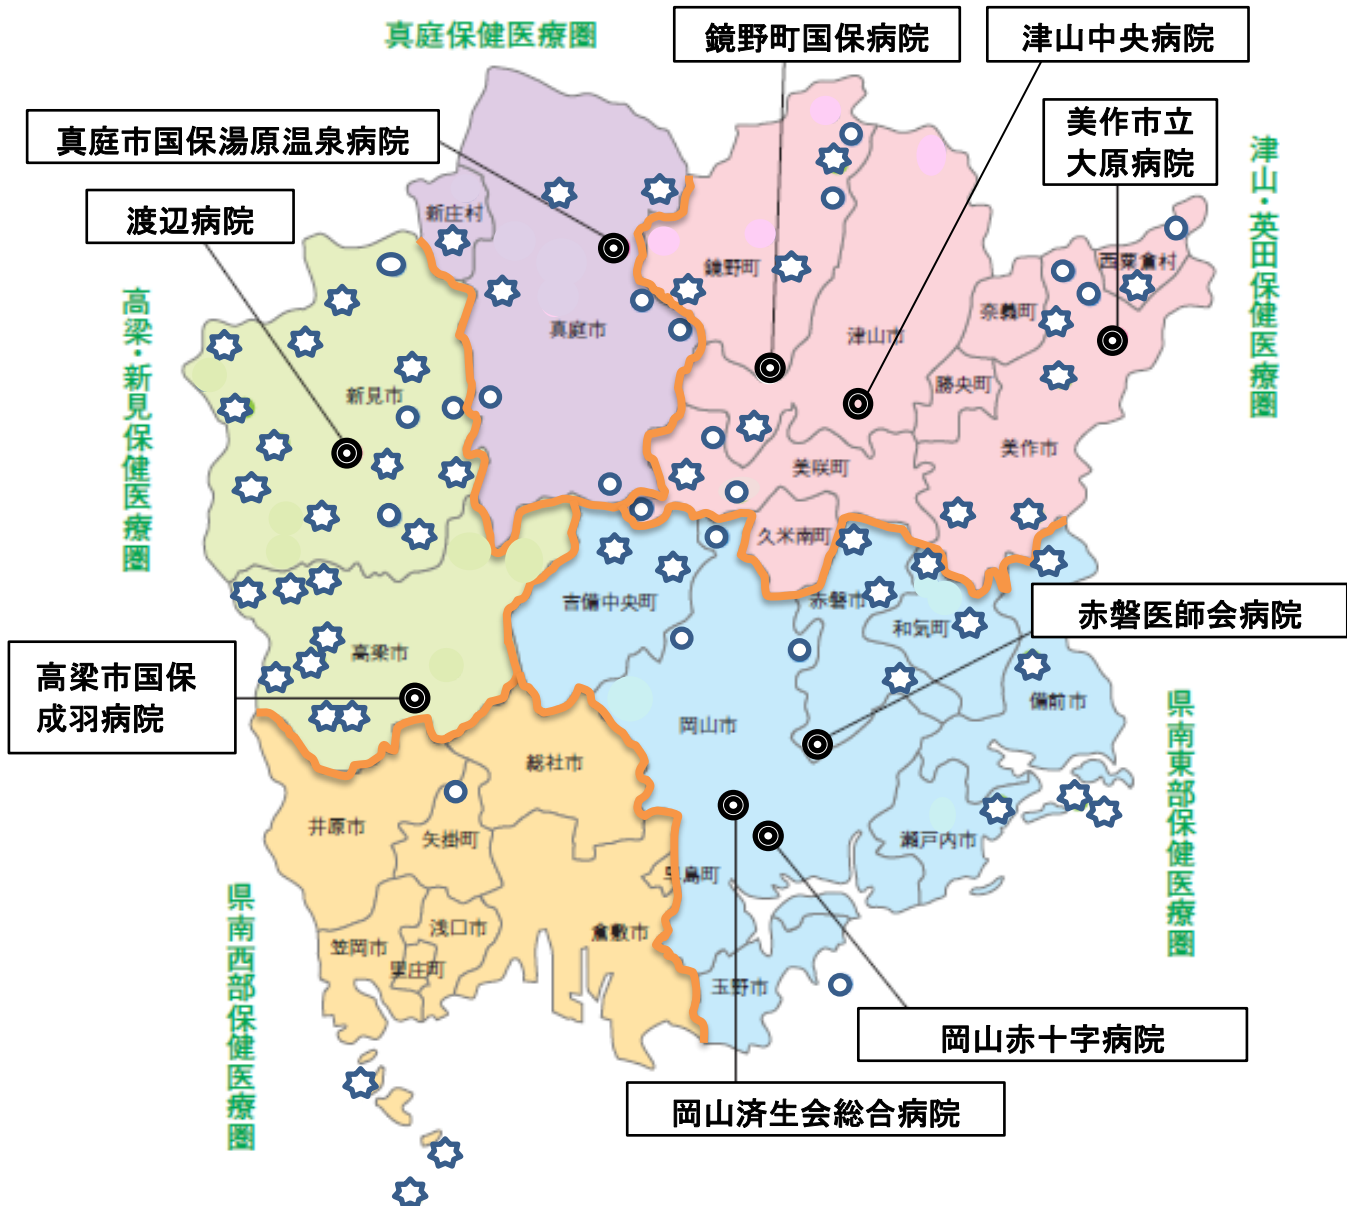 真庭保健医療圏
鏡野町国保病院
津山中央病院
美作市立
大原病院
真庭市国保湯原温泉病院
渡辺病院
津山・英田保健医療圏
高梁・新見保健医療圏
新庄村
鏡野町
西粟倉村
奈義町
真庭市
津山市
勝央町
新見市
美作市
美咲町
久米南町
吉備中央町
赤磐市
和気町
赤磐医師会病院
高梁市
高梁市国保
成羽病院
備前市
岡山市
県南東部保健医療圏
総社市
井原市
矢掛町
瀬戸内市
早島町
県南西部保健医療圏
浅口市
倉敷市
笠岡市
里庄町
玉野市
岡山赤十字病院
岡山済生会総合病院